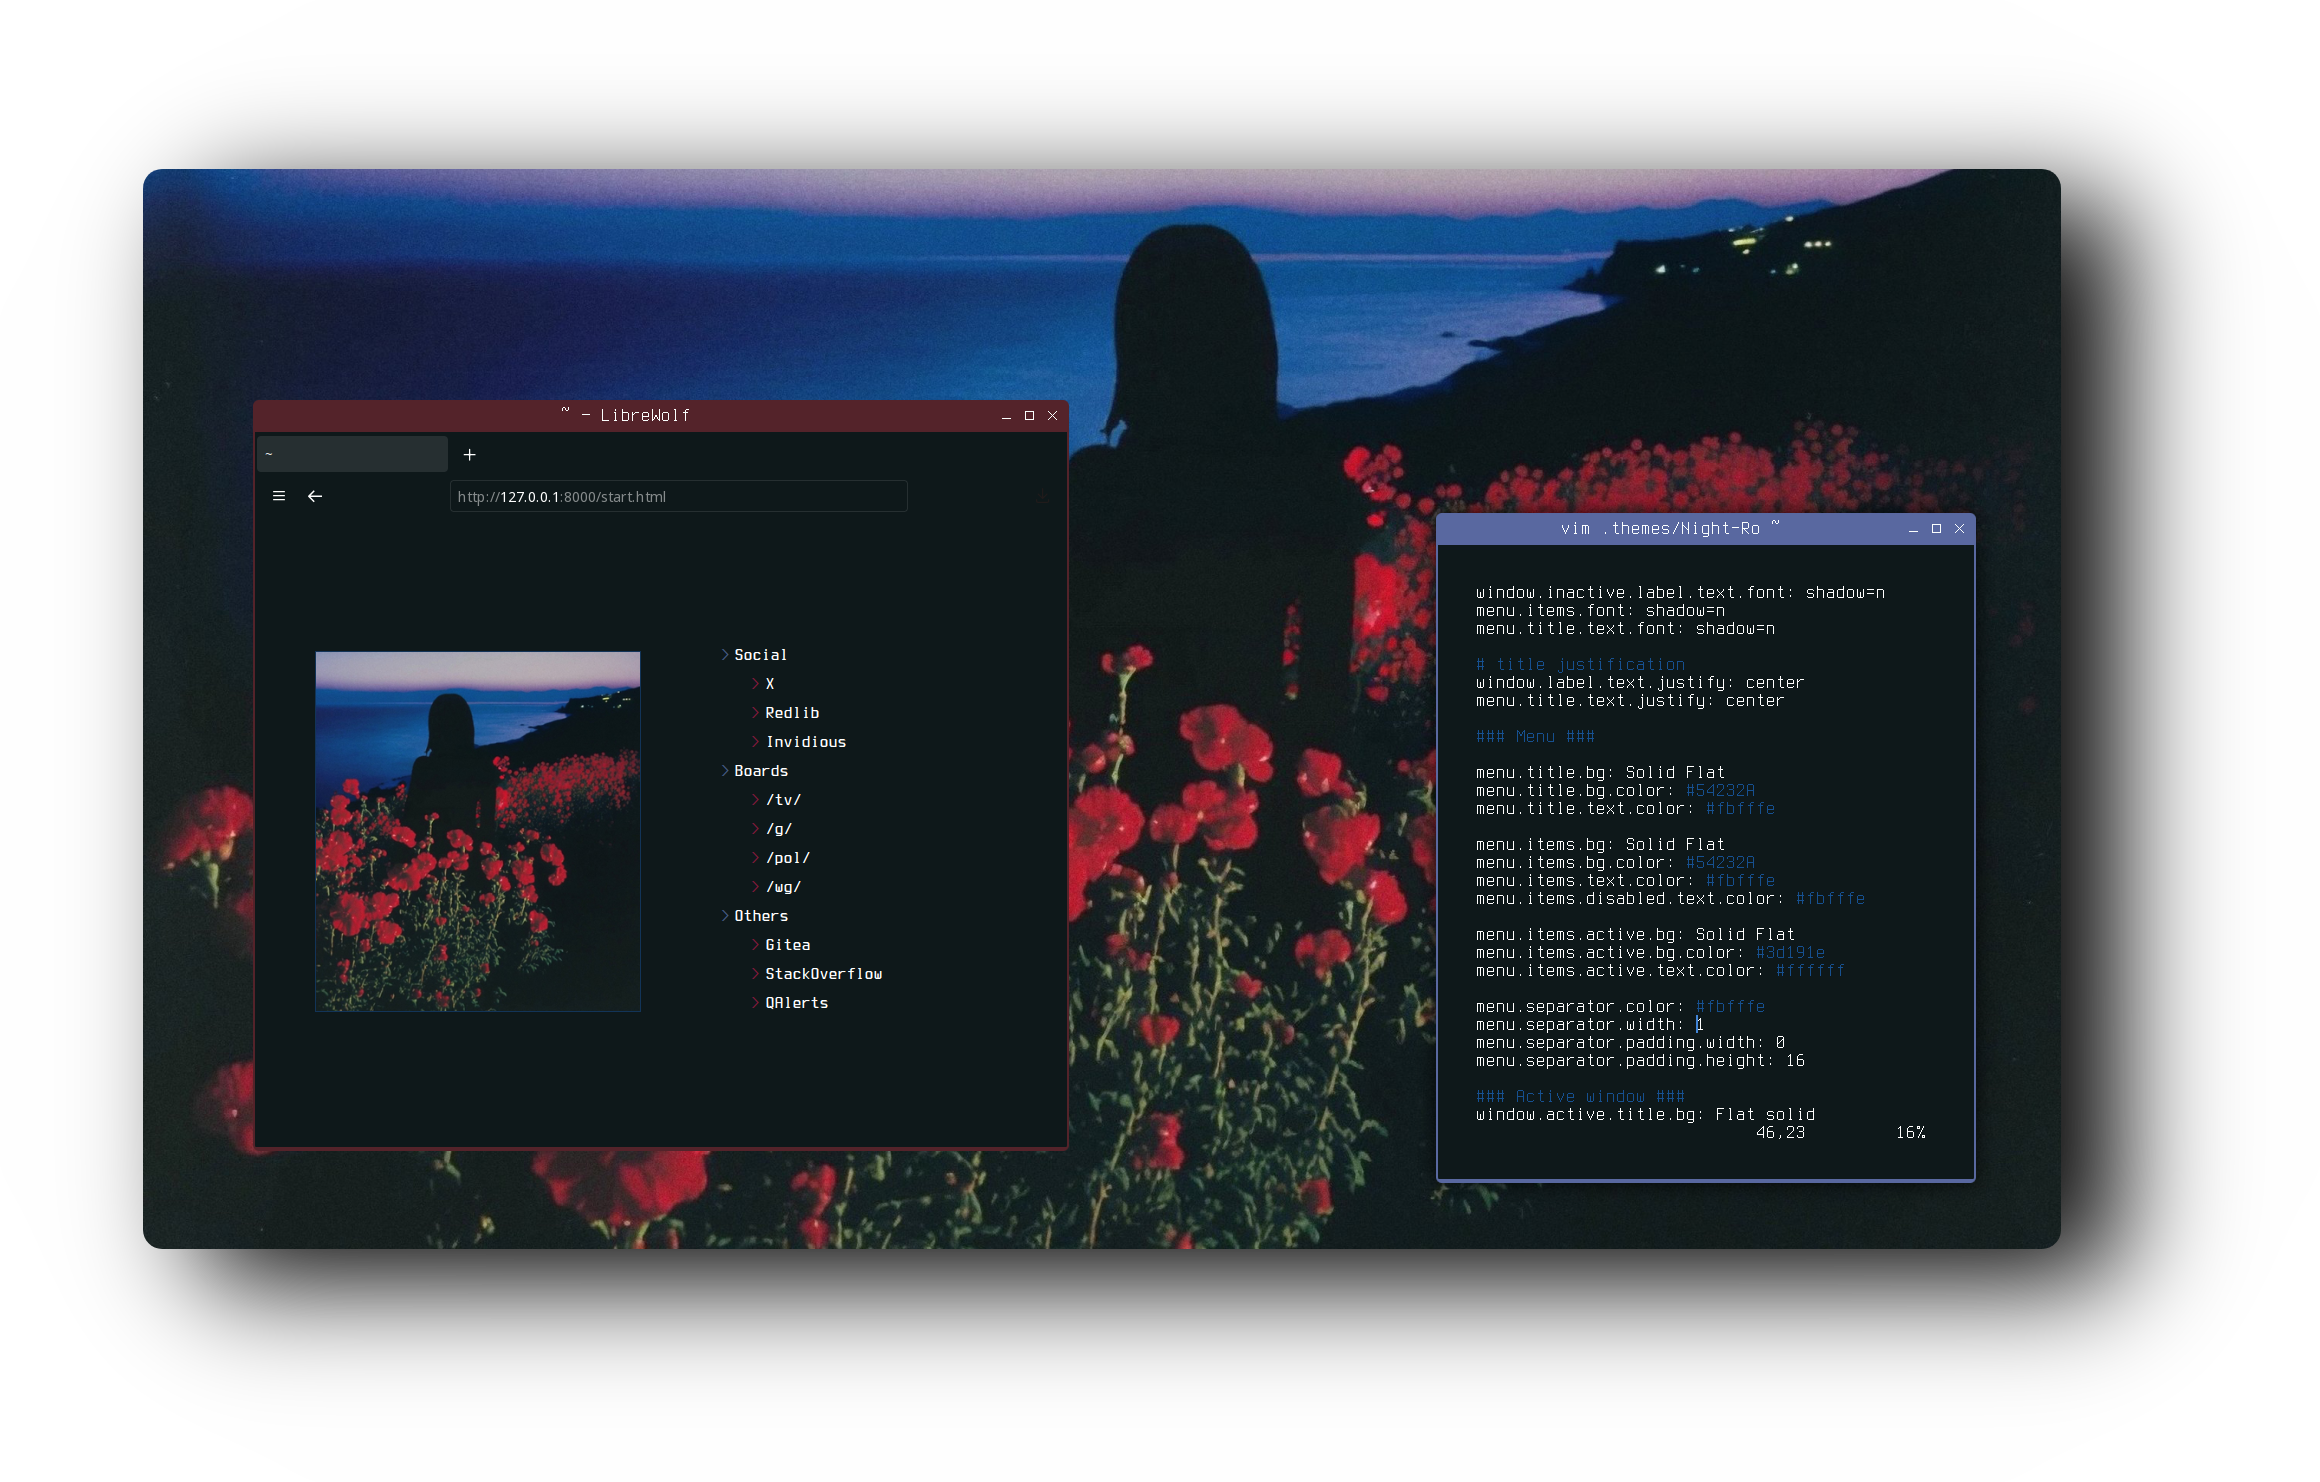 ~ - LibreWolf
~
http://127.0.0.1:8000/start.html
Social
X
Redlib
Invidious
Boards
/tv/
/g/
/pol/
/wg/
Others
Gitea
StackOverflow
QAlerts
vim .themes/Night-Ro ~
window.inactive.label.text.font: shadow=n
menu.items.font: shadow=n
menu.title.text.font: shadow=n
# title justification
window.label.text.justify: center
menu.title.text.justify: center
### Menu ###
menu.title.bg: Solid Flat
menu.title.bg.color: #54232A
menu.title.text.color: #fbfffe
menu.items.bg: Solid Flat
menu.items.bg.color: #54232A
menu.items.text.color: #fbfffe
menu.items.disabled.text.color: #fbfffe
menu.items.active.bg: Solid Flat
menu.items.active.bg.color: #3d191e
menu.items.active.text.color: #ffffff
menu.separator.color: #fbfffe
menu.separator.width: 1
menu.separator.padding.width: 0
menu.separator.padding.height: 16
### Active window ###
window.active.title.bg: Flat solid
46,23 16%